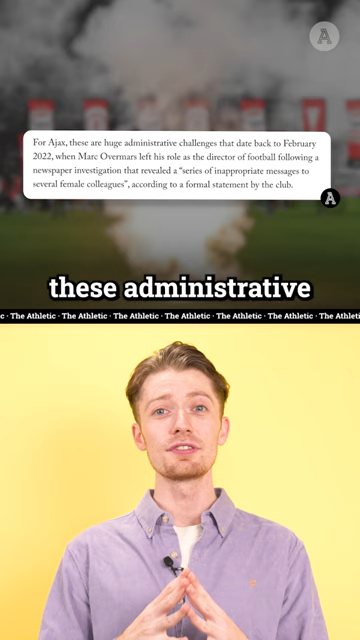 A
For Ajax, these are huge administrative challenges that date back to February
2022, when Marc Overmars left his role as the director of football following a
newspaper investigation that revealed a “series of inappropriate messages to
several female colleagues”, according to a formal statement by the club.
A
these administrative
c · The Athletic · The Athletic · The Athletic · The Athletic · The Athletic · The Athletic · The Athleti